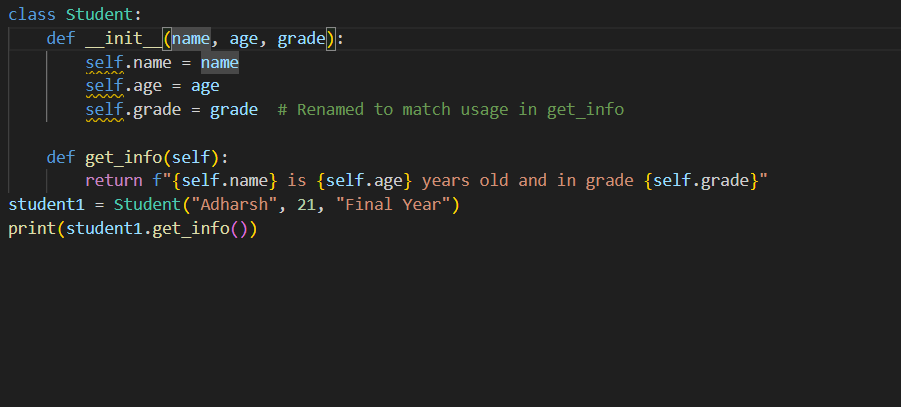 class Student:
    def __init__(name, age, grade):
        self.name = name
        self.age = age
        self.grade = grade  # Renamed to match usage in get_info
    def get_info(self):
        return f"{self.name} is {self.age} years old and in grade {self.grade}"
student1 = Student("Adharsh", 21, "Final Year")
print(student1.get_info())